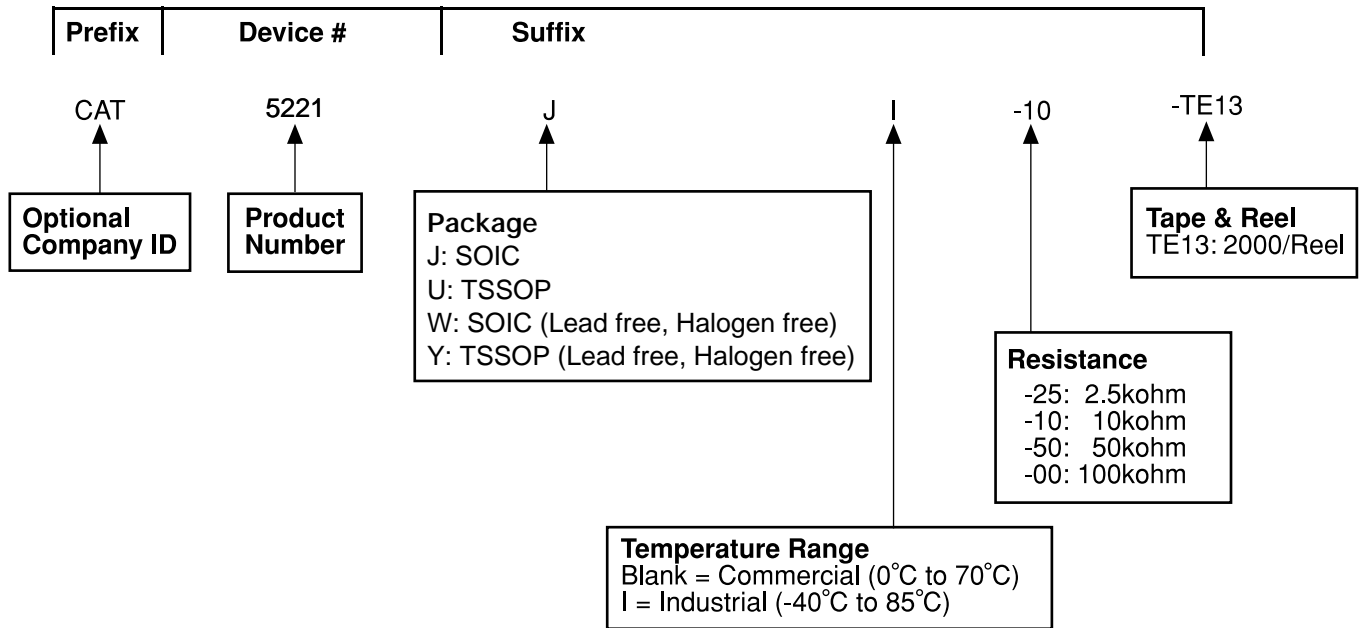 Prefix Device # Suffix
CAT 5221 J I -10 -TE13
Optional
Company ID
Product
Number
Package
J: SOIC
U: TSSOP
W: SOIC (Lead free, Halogen free)
Y: TSSOP (Lead free, Halogen free)
Tape & Reel
TE13: 2000/Reel
Resistance
-25: 2.5kohm
-10: 10kohm
-50: 50kohm
-00: 100kohm
Temperature Range
Blank = Commercial (0°C to 70°C)
I = Industrial (-40°C to 85°C)